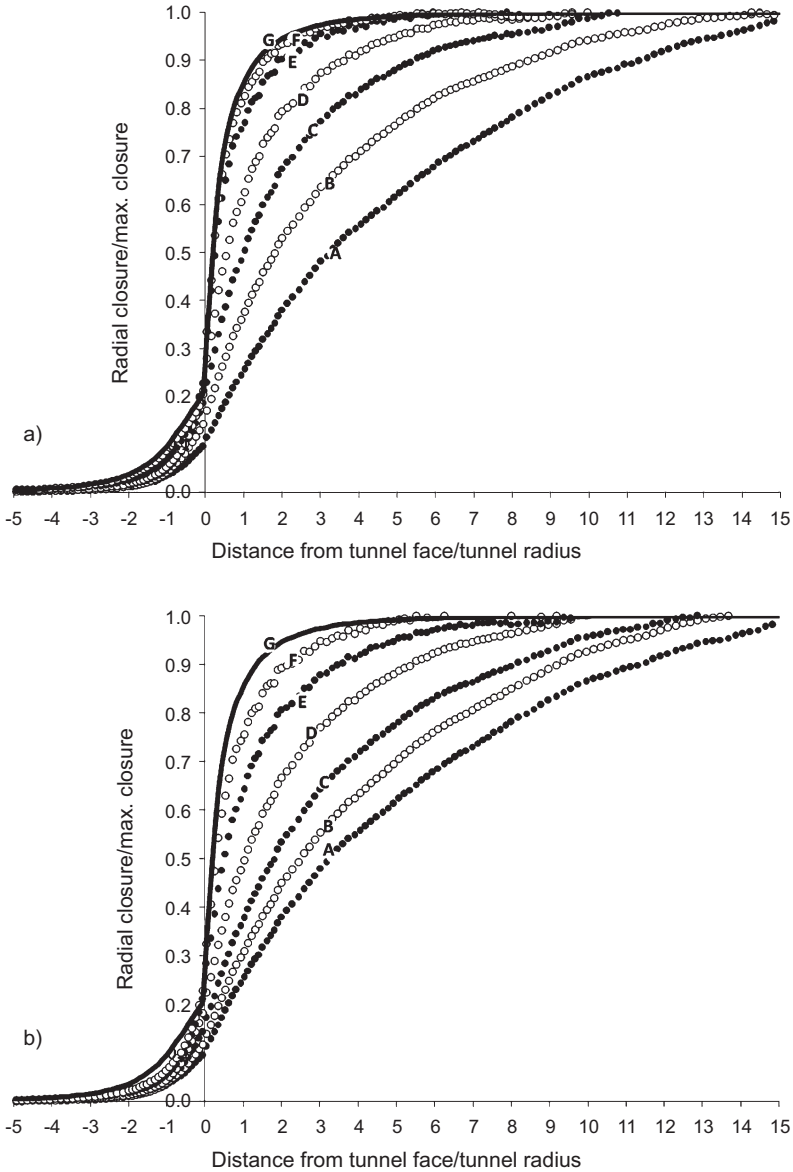 1.0
0.9
0.8
0.7
0.6
0.5
0.4
0.3
0.2
0.1
0.0
Radial closure/max. closure
G
F
E
D
C
B
A
a)
-5 -4 -3 -2 -1 0 1 2 3 4 5 6 7 8 9 10 11 12 13 14 15
Distance from tunnel face/tunnel radius
1.0
0.9
0.8
0.7
0.6
0.5
0.4
0.3
0.2
0.0
Radial closure/max. closure
G
F
E
D
C
B
A
b)
-5 -4 -3 -2 -1 0 1 2 3 4 5 6 7 8 9 10 11 12 13 14 15
Distance from tunnel face/tunnel radius